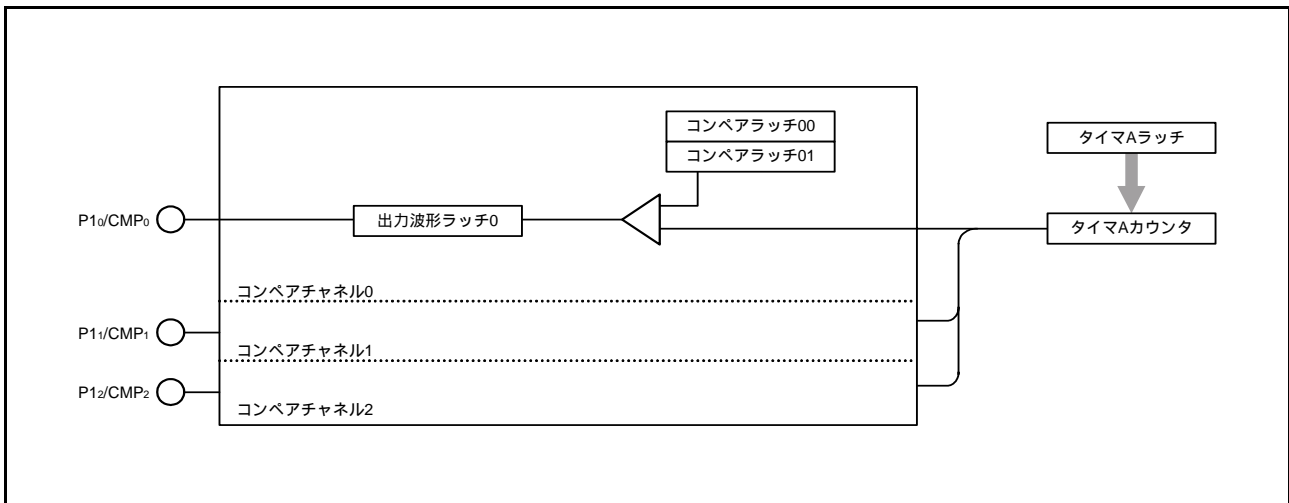 コンペアラッチ00
コンペアラッチ01
タイマAラッチ
P10/CMP0
出力波形ラッチ0
タイマAカウンタ
コンペアチャネル0
P11/CMP1
コンペアチャネル1
P12/CMP2
コンペアチャネル2